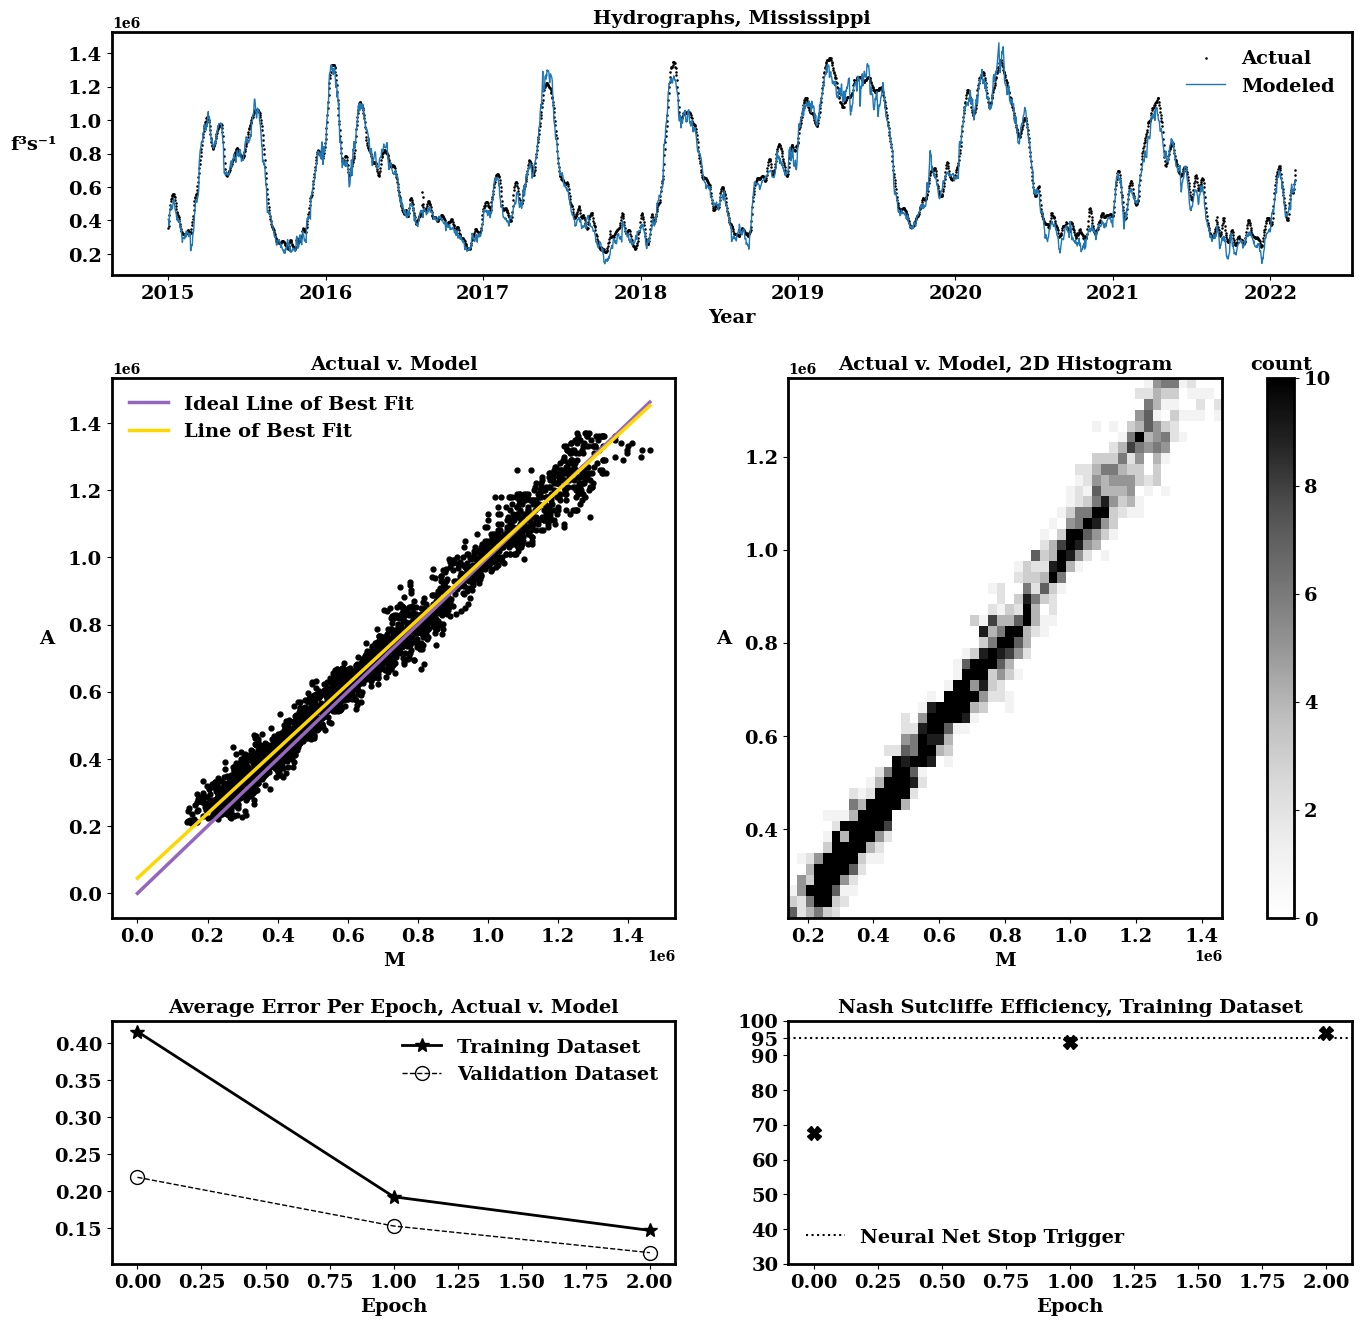 Hydrographs, Mississippi
1e6
1.4
1.2
1.0
0.8
0.6
0.4
0.2
f³s⁻¹
Actual
Modeled
2015 2016 2017 2018 2019 2020 2021 2022
Year
Actual v. Model
1e6
Ideal Line of Best Fit
Line of Best Fit
1.4
1.2
1.0
0.8
0.6
0.4
0.2
0.0
A
0.0 0.2 0.4 0.6 0.8 1.0 1.2 1.4
M
1e6
Actual v. Model, 2D Histogram
1e6
1.2
1.0
0.8
0.6
0.4
A
0.2 0.4 0.6 0.8 1.0 1.2 1.4
M
1e6
count
10
8
6
4
2
0
Average Error Per Epoch, Actual v. Model
0.40
0.35
0.30
0.25
0.20
0.15
Training Dataset
Validation Dataset
0.00 0.25 0.50 0.75 1.00 1.25 1.50 1.75 2.00
Epoch
Nash Sutcliffe Efficiency, Training Dataset
100
95
90
80
70
60
50
40
30
Neural Net Stop Trigger
0.00 0.25 0.50 0.75 1.00 1.25 1.50 1.75 2.00
Epoch